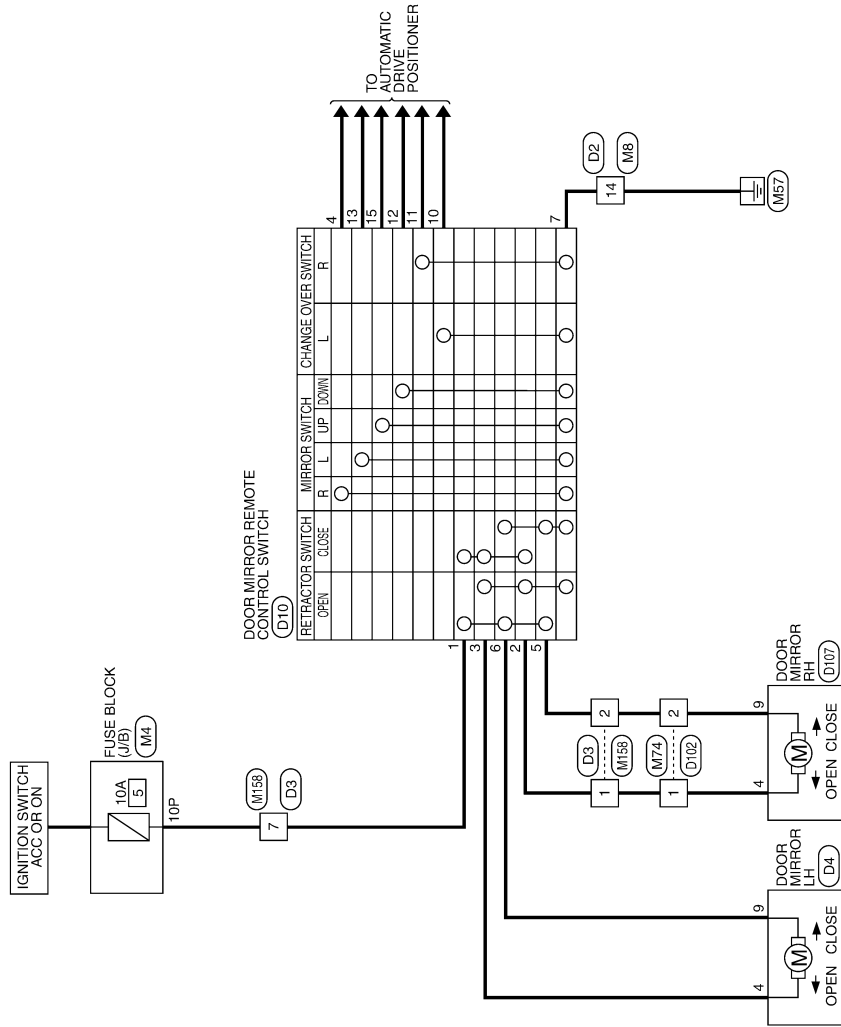 IGNITION SWITCH
ACC OR ON
FUSE BLOCK
(J/B)
M4
10A
5
10P
M158
7
D3
DOOR MIRROR REMOTE
CONTROL SWITCH
D10
RETRACTOR SWITCH
MIRROR SWITCH
CHANGE OVER SWITCH
OPEN
CLOSE
R
L
UP
DOWN
L
R
4
13
15
12
11
10
7
TO
AUTOMATIC
DRIVE
POSITIONER
1
3
6
2
5
D2
14
M8
M57
D3
1
2
M158
M74
1
2
D102
DOOR
MIRROR
LH
D4
4
9
M
OPEN CLOSE
DOOR
MIRROR
RH
D107
4
9
M
OPEN CLOSE